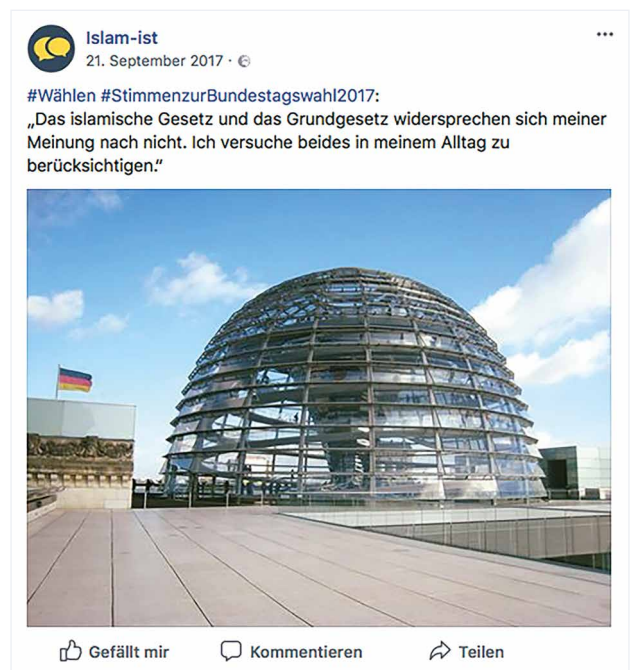 Islam-ist
21. September 2017 ·
#Wählen #StimmenzurBundestagswahl2017:
„Das islamische Gesetz und das Grundgesetz widersprechen sich meiner
Meinung nach nicht. Ich versuche beides in meinem Alltag zu
berücksichtigen.“
Gefällt mir
Kommentieren
Teilen